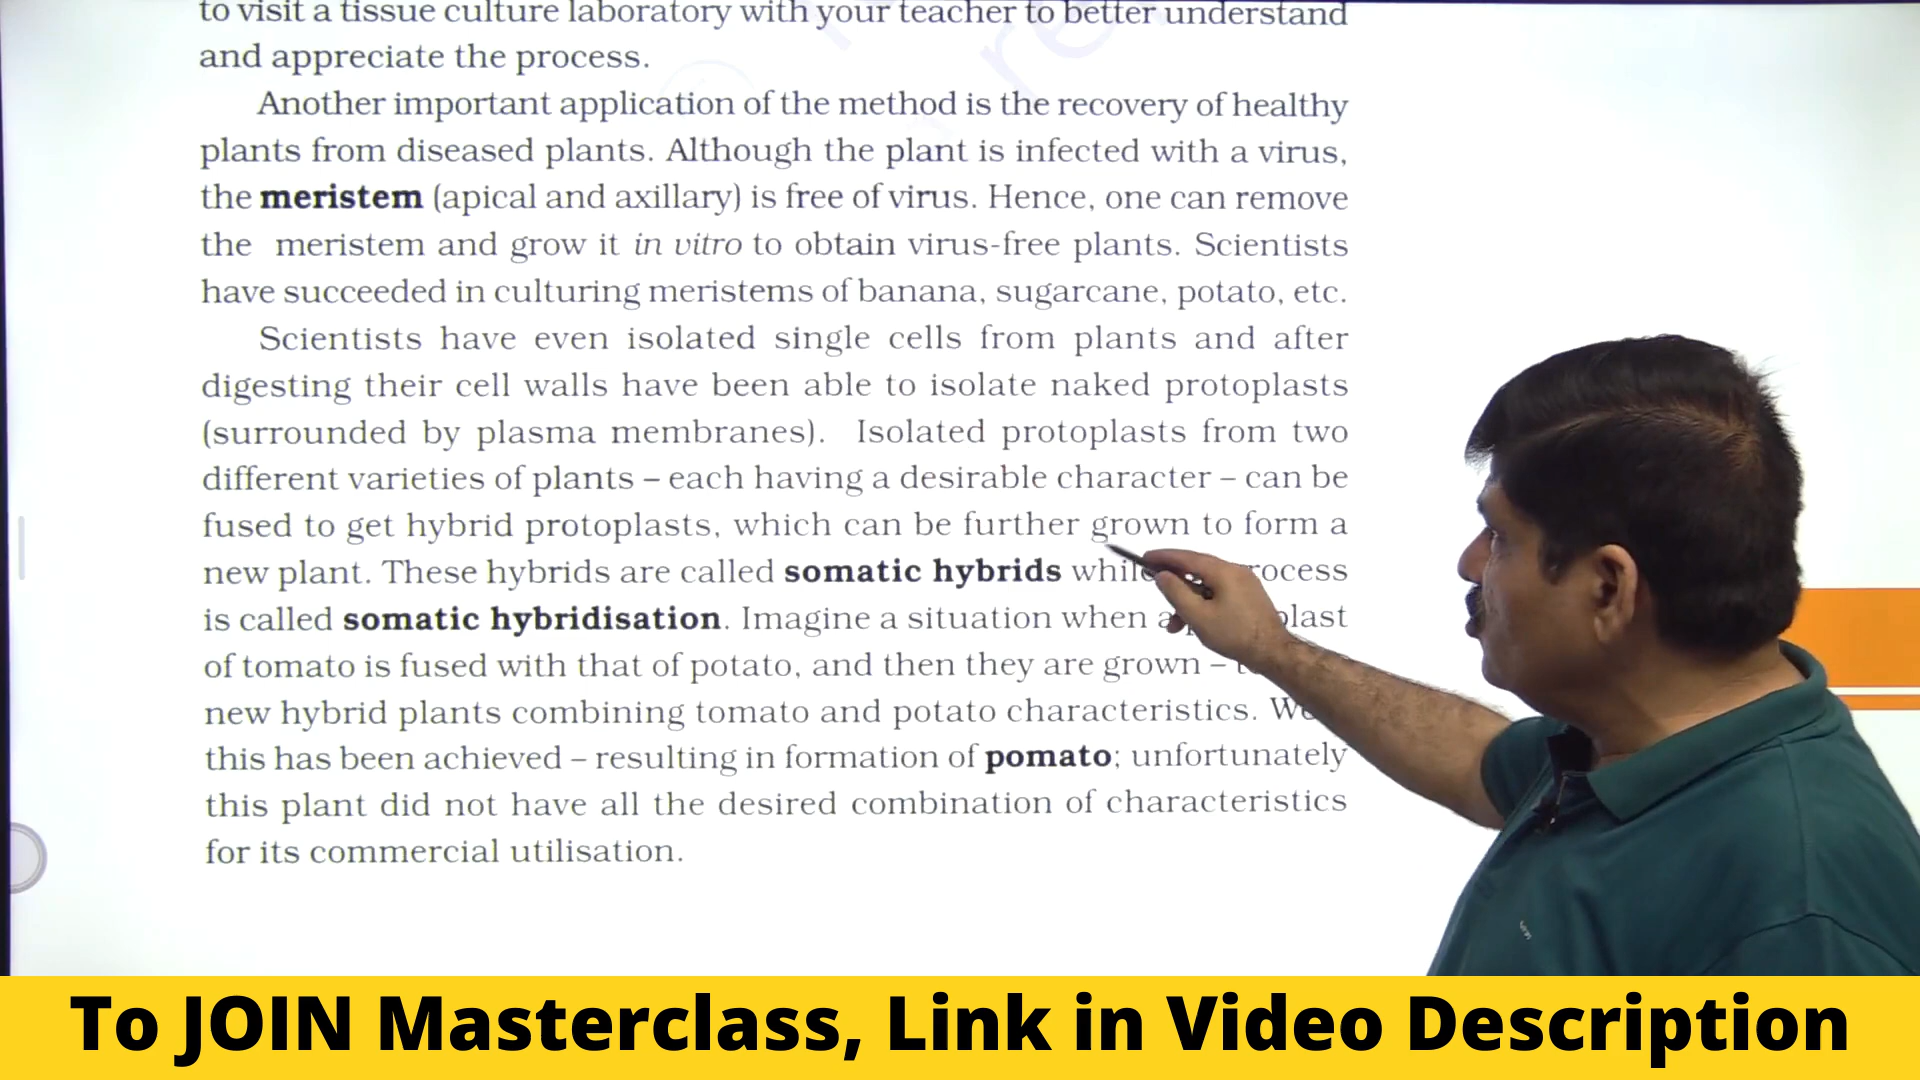 to visit a tissue culture laboratory with your teacher to better understand
and appreciate the process.
Another important application of the method is the recovery of healthy
plants from diseased plants. Although the plant is infected with a virus,
the meristem (apical and axillary) is free of virus. Hence, one can remove
the meristem and grow it in vitro to obtain virus-free plants. Scientists
have succeeded in culturing meristems of banana, sugarcane, potato, etc.
Scientists have even isolated single cells from plants and after
digesting their cell walls have been able to isolate naked protoplasts
(surrounded by plasma membranes). Isolated protoplasts from two
different varieties of plants – each having a desirable character – can be
fused to get hybrid protoplasts, which can be further grown to form a
new plant. These hybrids are called somatic hybrids while
is called somatic hybridisation. Imagine a situation when a
of tomato is fused with that of potato, and then they are grown –
new hybrid plants combining tomato and potato characteristics.
this has been achieved – resulting in formation of pomato; unfortunately
this plant did not have all the desired combination of characteristics
for its commercial utilisation.
To JOIN Masterclass, Link in Video Description